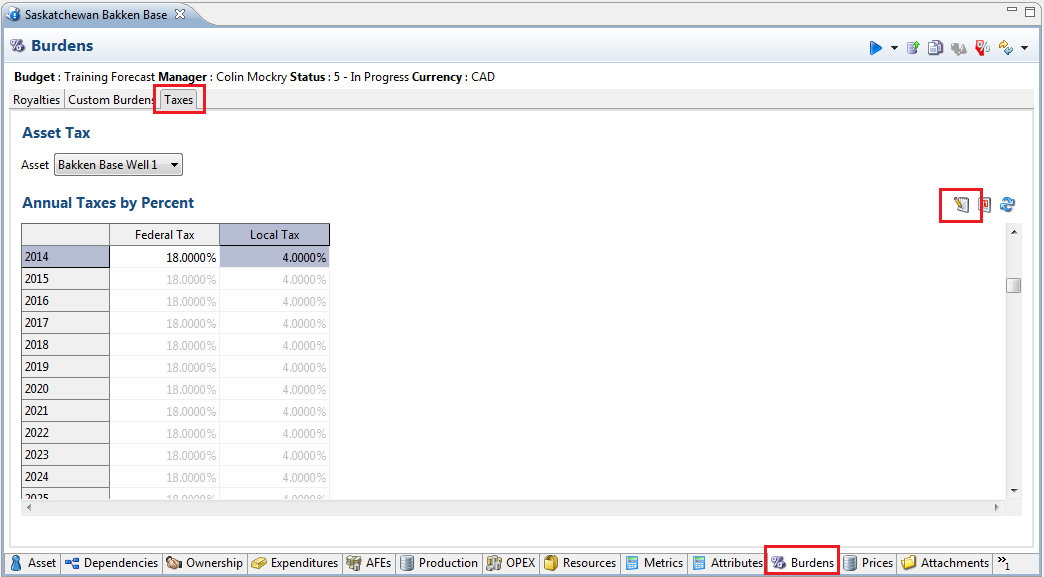 Saskatchewan Bakken Base
Burdens
Budget : Training Forecast Manager : Colin Mockry Status : 5 - In Progress Currency : CAD
Royalties Custom Burdens Taxes
Asset Tax
Asset Bakken Base Well 1
Annual Taxes by Percent
Federal Tax Local Tax
2014 18.0000% 4.0000%
2015 18.0000% 4.0000%
2016 18.0000% 4.0000%
2017 18.0000% 4.0000%
2018 18.0000% 4.0000%
2019 18.0000% 4.0000%
2020 18.0000% 4.0000%
2021 18.0000% 4.0000%
2022 18.0000% 4.0000%
2023 18.0000% 4.0000%
2024 18.0000% 4.0000%
2025 18.0000% 4.0000%
Asset Dependencies Ownership Expenditures AFEs Production OPEX Resources Metrics Attributes Burdens Prices Attachments »1